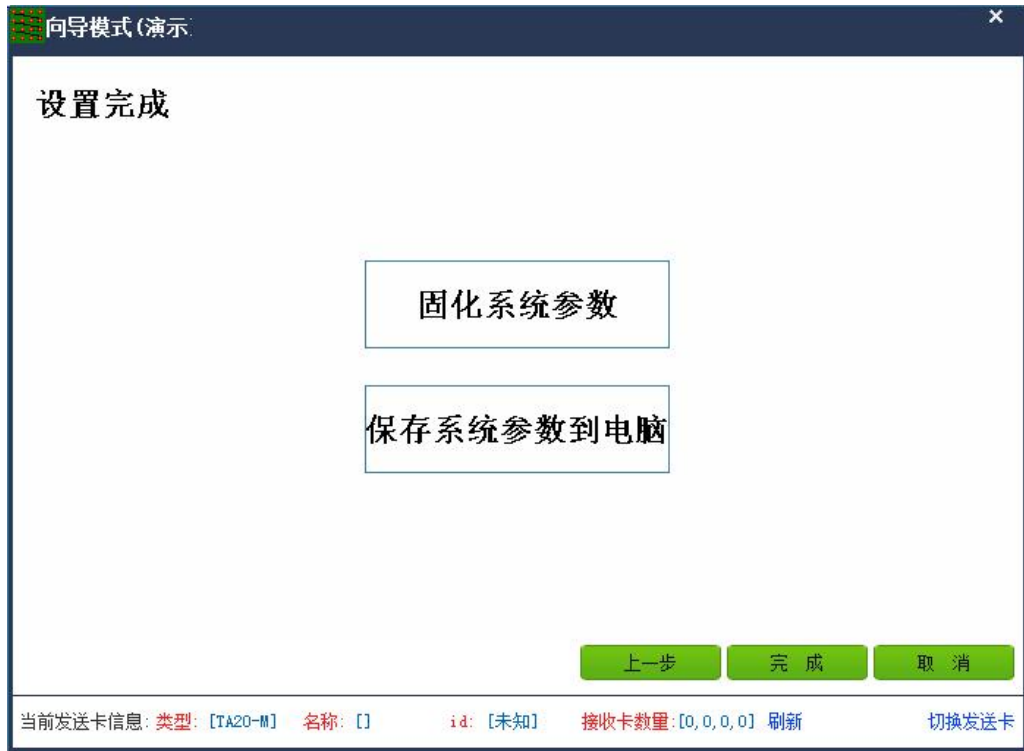 向导模式(演示
×
设置完成
固化系统参数
保存系统参数到电脑
上一步 完 成 取 消
当前发送卡信息: 类型: [TA20-M] 名称: [] id: [未知] 接收卡数量:[0,0,0,0] 刷新 切换发送卡